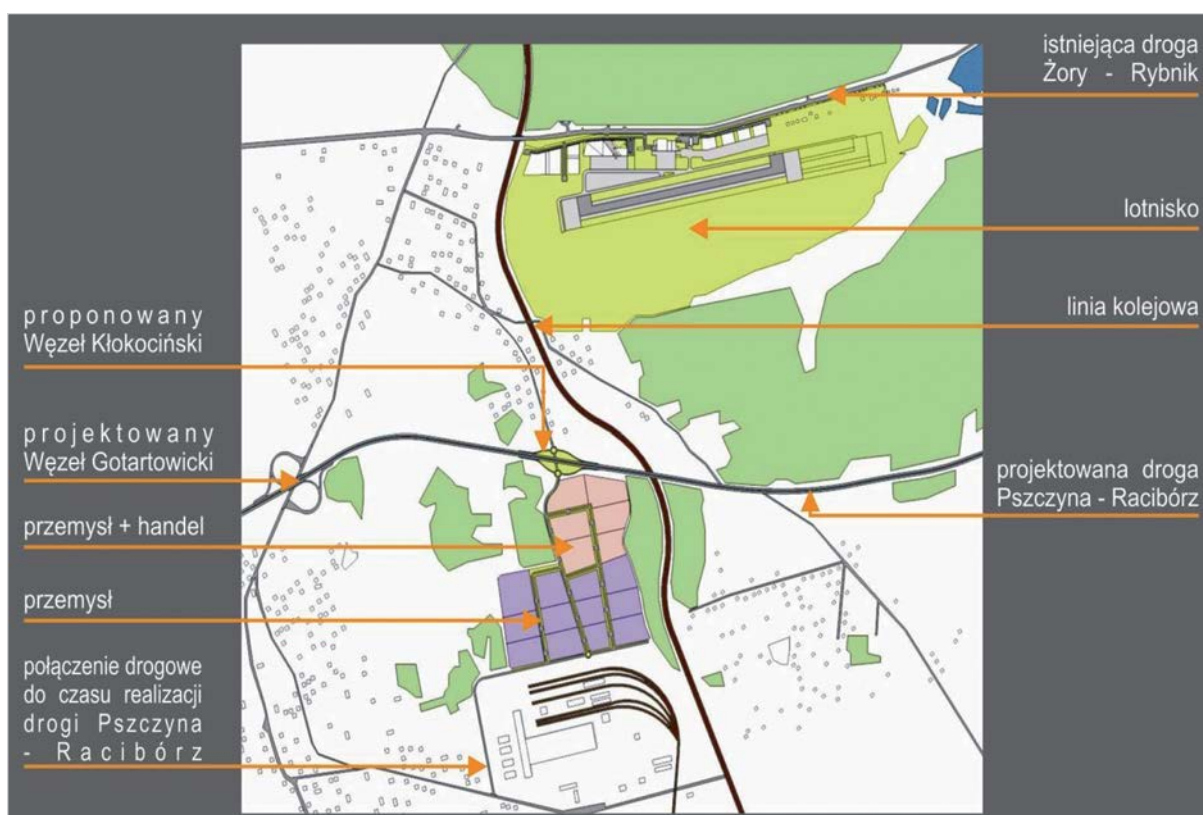 istniejąca droga
Żory - Rybnik
lotnisko
linia kolejowa
projektowana droga
Pszczyna - Racibórz
proponowany
Węzeł Kłokociński
projektowany
Węzeł Gotartowicki
przemysł + handel
przemysł
połączenie drogowe
do czasu realizacji
drogi Pszczyna
- Racibórz